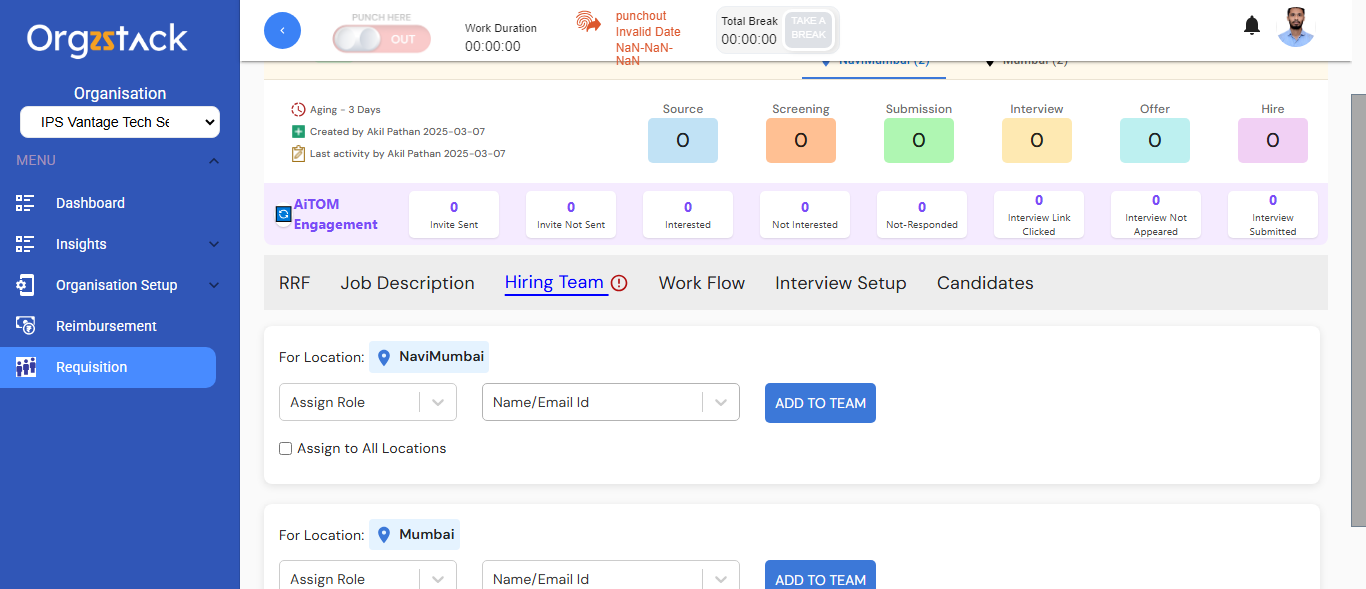 Orgzstack
Organisation
IPS Vantage Tech Se
MENU
Dashboard
Insights
Organisation Setup
Reimbursement
Requisition
PUNCH HERE
OUT
Work Duration
00:00:00
punchout
Invalid Date
NaN-NaN-
NaN
Total Break
00:00:00
TAKE A
BREAK
NaviMumbai (2)
Mumbai (2)
Aging - 3 Days
Created by Akil Pathan 2025-03-07
Last activity by Akil Pathan 2025-03-07
Source
0
Screening
0
Submission
0
Interview
0
Offer
0
Hire
0
AiTOM
Engagement
0
Invite Sent
0
Invite Not Sent
0
Interested
0
Not Interested
0
Not-Responded
0
Interview Link
Clicked
0
Interview Not
Appeared
0
Interview
Submitted
RRF
Job Description
Hiring Team
Work Flow
Interview Setup
Candidates
For Location: NaviMumbai
Assign Role
Name/Email Id
ADD TO TEAM
Assign to All Locations
For Location: Mumbai
Assign Role
Name/Email Id
ADD TO TEAM